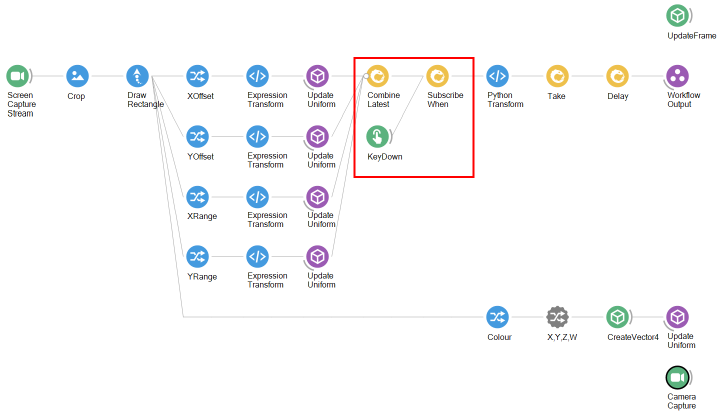 UpdateFrame
Screen
Capture
Stream
Crop
Draw
Rectangle
XOffset
Expression
Transform
Update
Uniform
Combine
Latest
Subscribe
When
Python
Transform
Take
Delay
Workflow
Output
YOffset
Expression
Transform
Update
Uniform
KeyDown
XRange
Expression
Transform
Update
Uniform
YRange
Expression
Transform
Update
Uniform
Colour
X,Y,Z,W
CreateVector4
Update
Uniform
Camera
Capture